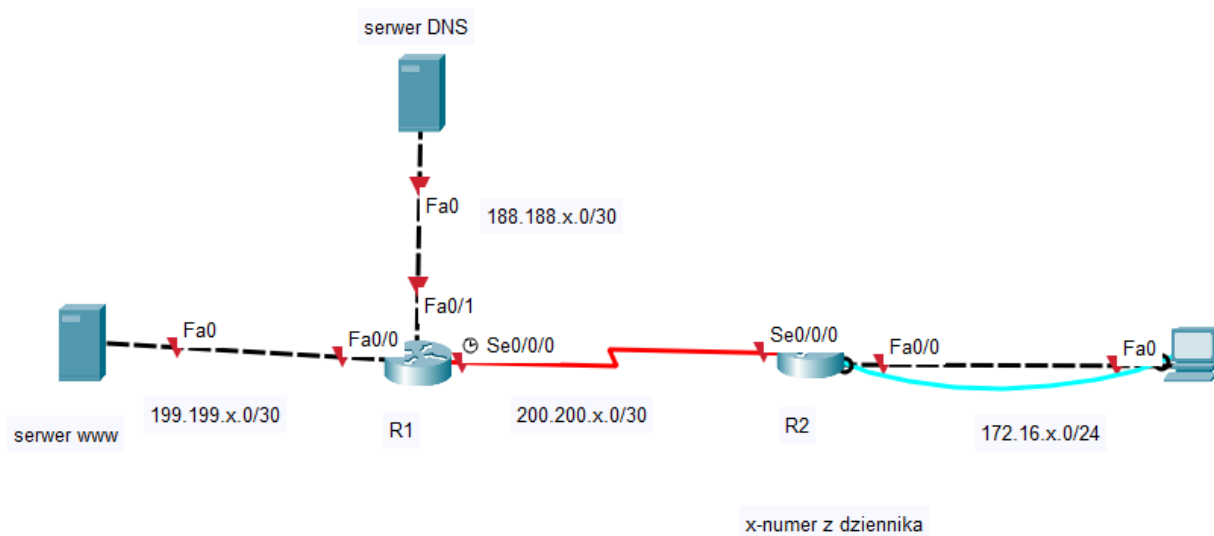 serwer DNS
Fa0
188.188.x.0/30
Fa0/1
Fa0
Fa0/0
Se0/0/0
Se0/0/0
Fa0/0
Fa0
199.199.x.0/30
200.200.x.0/30
serwer www
R1
R2
172.16.x.0/24
x-numer z dziennika